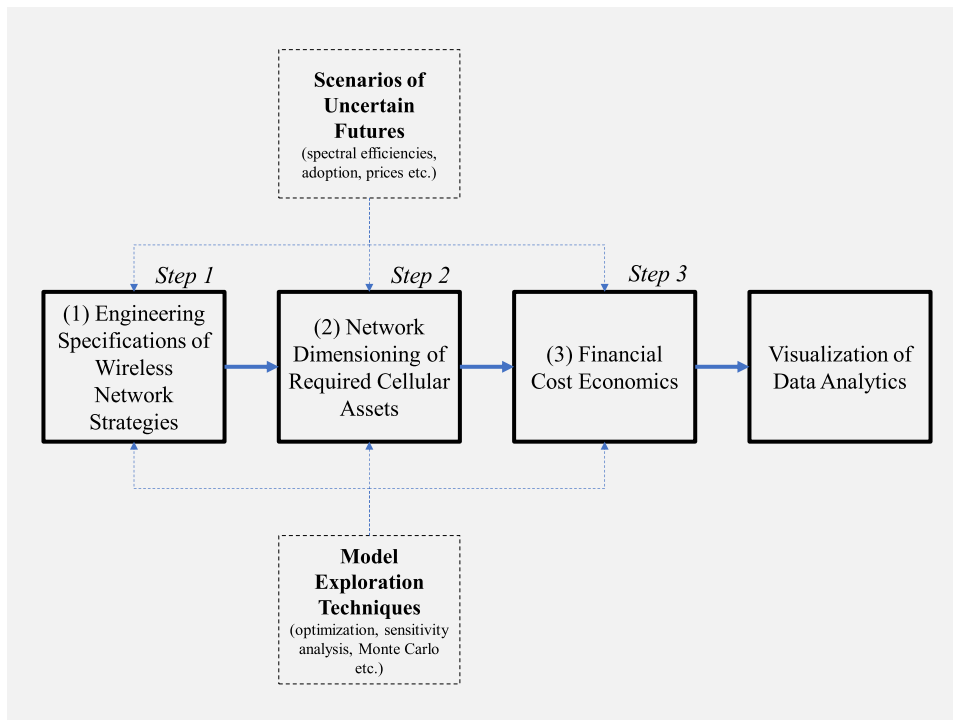 Scenarios of
Uncertain
Futures
(spectral efficiencies,
adoption, prices etc.)
Step 1
Step 2
Step 3
(1) Engineering
Specifications of
Wireless
Network
Strategies
(2) Network
Dimensioning of
Required Cellular
Assets
(3) Financial
Cost Economics
Visualization of
Data Analytics
Model
Exploration
Techniques
(optimization, sensitivity
analysis, Monte Carlo
etc.)